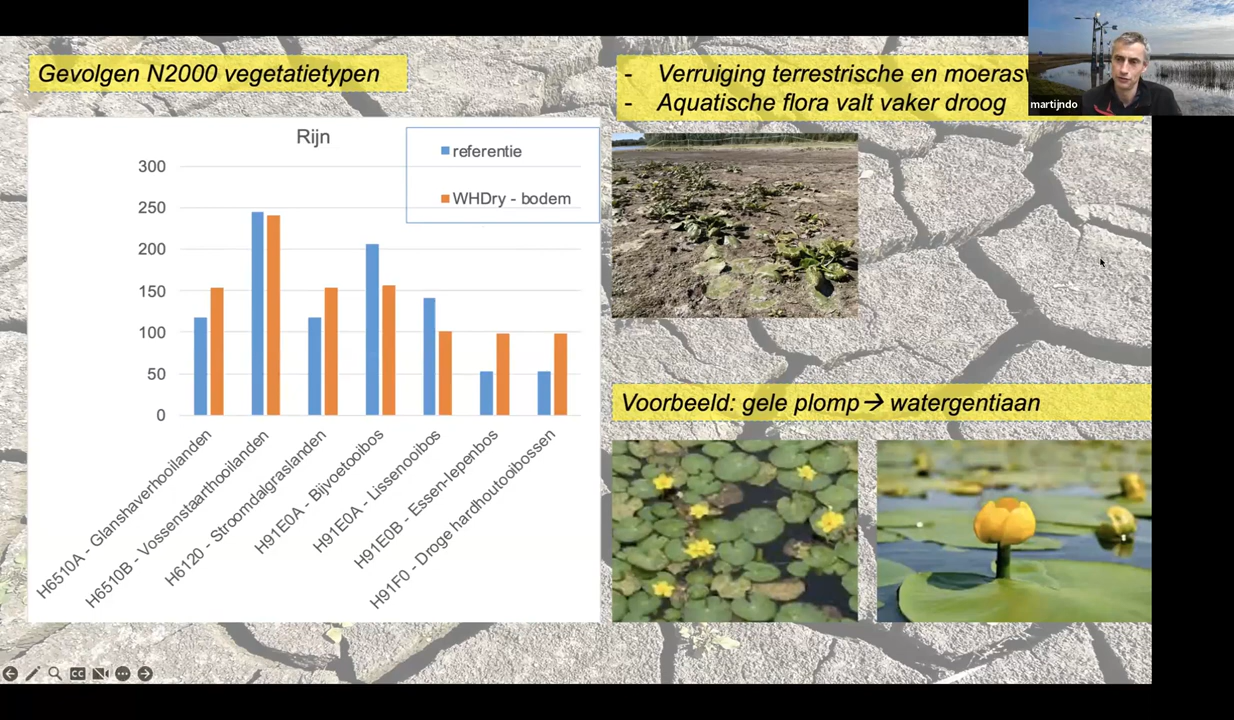 Gevolgen N2000 vegetatietypen
- Verruiging terrestrische en
- Aquatische flora valt vaker droog
martijndo
Rijn
referentie
WHDry - bodem
300
250
200
150
100
50
0
H6510A - Glanshaverhooilanden
H6510B - Vossenstaarthooilanden
H6120 - Stroomdalgraslanden
H91E0A - Bijvoetooibos
H91E0A - Lissenooibos
H91E0B - Essen-Iepenbos
H91F0 - Droge hardhoutooibossen
Voorbeeld: gele plomp→ watergentiaan
CC